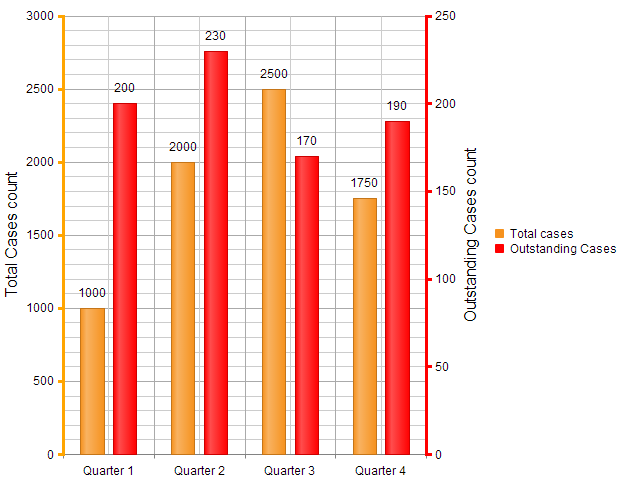 Total Cases count
3000
2500
2000
1500
1000
500
0
1000
200
2000
230
2500
170
1750
190
250
200
150
100
50
0
Outstanding Cases count
Quarter 1
Quarter 2
Quarter 3
Quarter 4
Total cases
Outstanding Cases